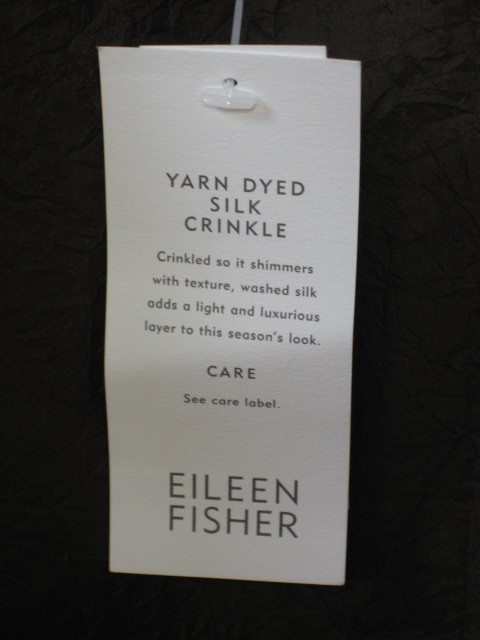 YARN DYED
SILK
CRINKLE
Crinkled so it shimmers
with texture, washed silk
adds a light and luxurious
layer to this season's look.
CARE
See care label.
EILEEN
FISHER